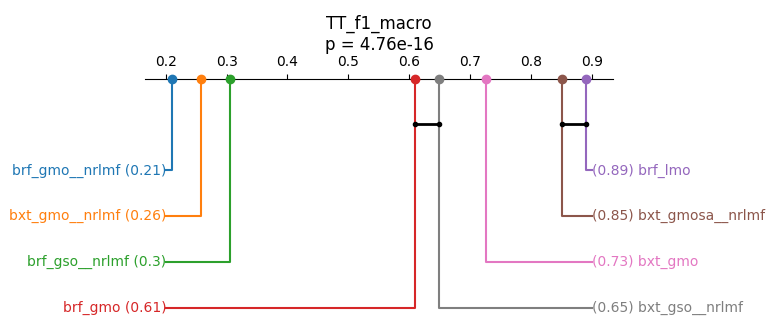 TT_f1_macro
p = 4.76e-16
0.2 0.3 0.4 0.5 0.6 0.7 0.8 0.9
brf_gmo__nrlmf (0.21)
(0.89) brf_lmo
bxt_gmo__nrlmf (0.26)
(0.85) bxt_gmosa__nrlmf
brf_gso__nrlmf (0.3)
(0.73) bxt_gmo
brf_gmo (0.61)
(0.65) bxt_gso__nrlmf